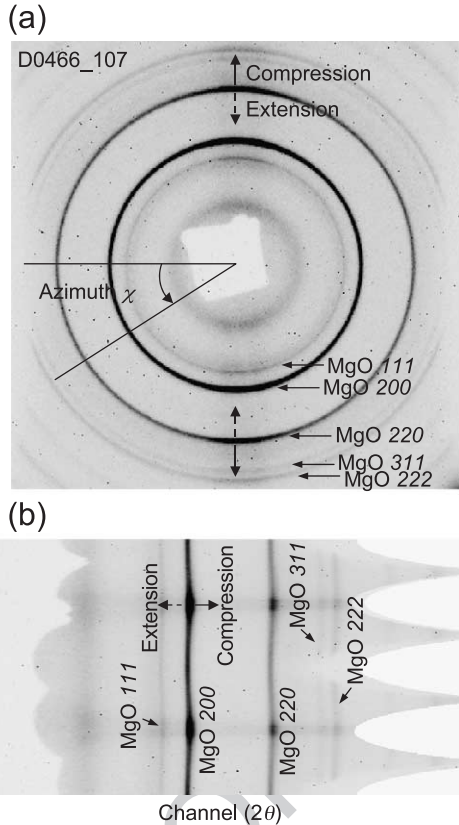 (a)
D0466_107
Compression
Extension
Azimuth χ
MgO 111
MgO 200
MgO 220
MgO 311
MgO 222
(b)
Extension
Compression
MgO 311
MgO 222
MgO 111
MgO 200
MgO 220
Channel (2θ)